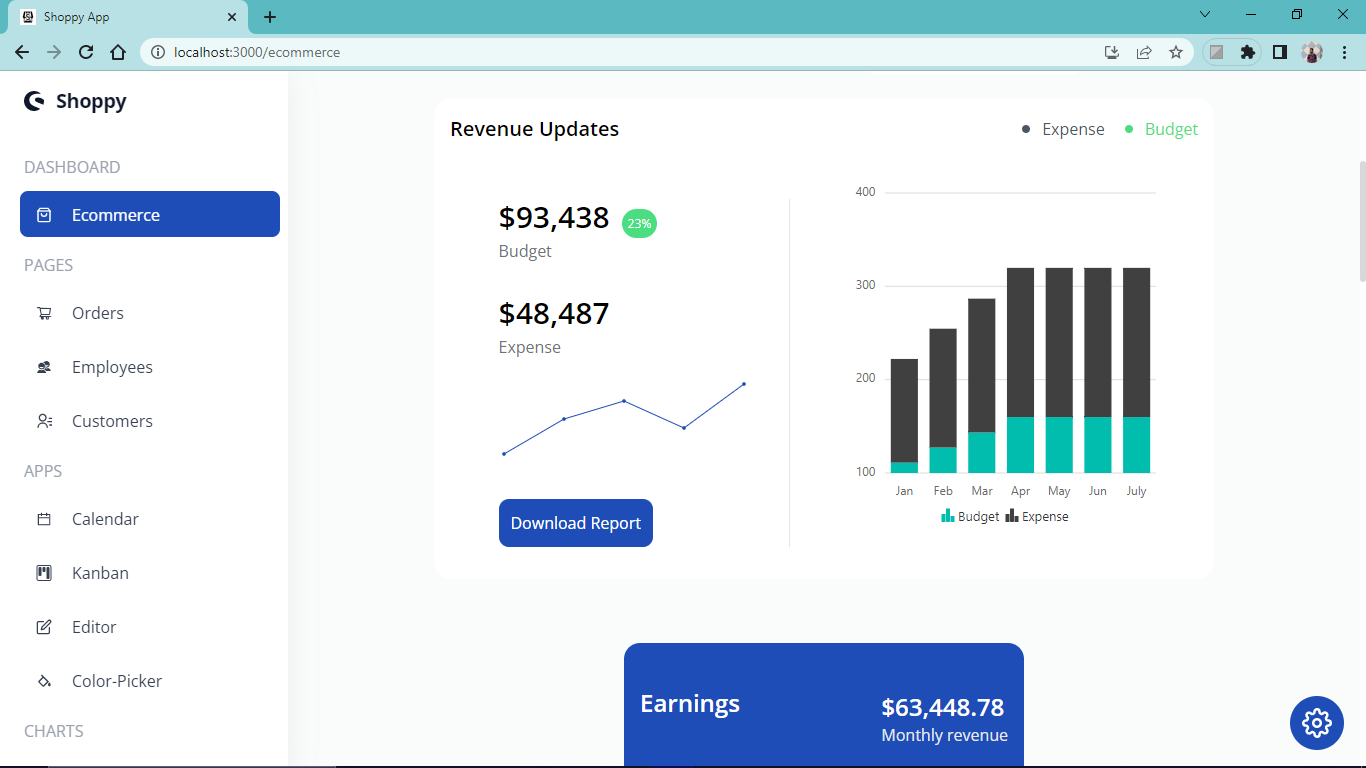 Shoppy App
localhost:3000/ecommerce
Shoppy
DASHBOARD
Ecommerce
PAGES
Orders
Employees
Customers
APPS
Calendar
Kanban
Editor
Color-Picker
CHARTS
Revenue Updates
Expense
Budget
$93,438 23%
Budget
$48,487
Expense
Download Report
400
300
200
100
Jan Feb Mar Apr May Jun July
Budget Expense
Earnings
$63,448.78
Monthly revenue